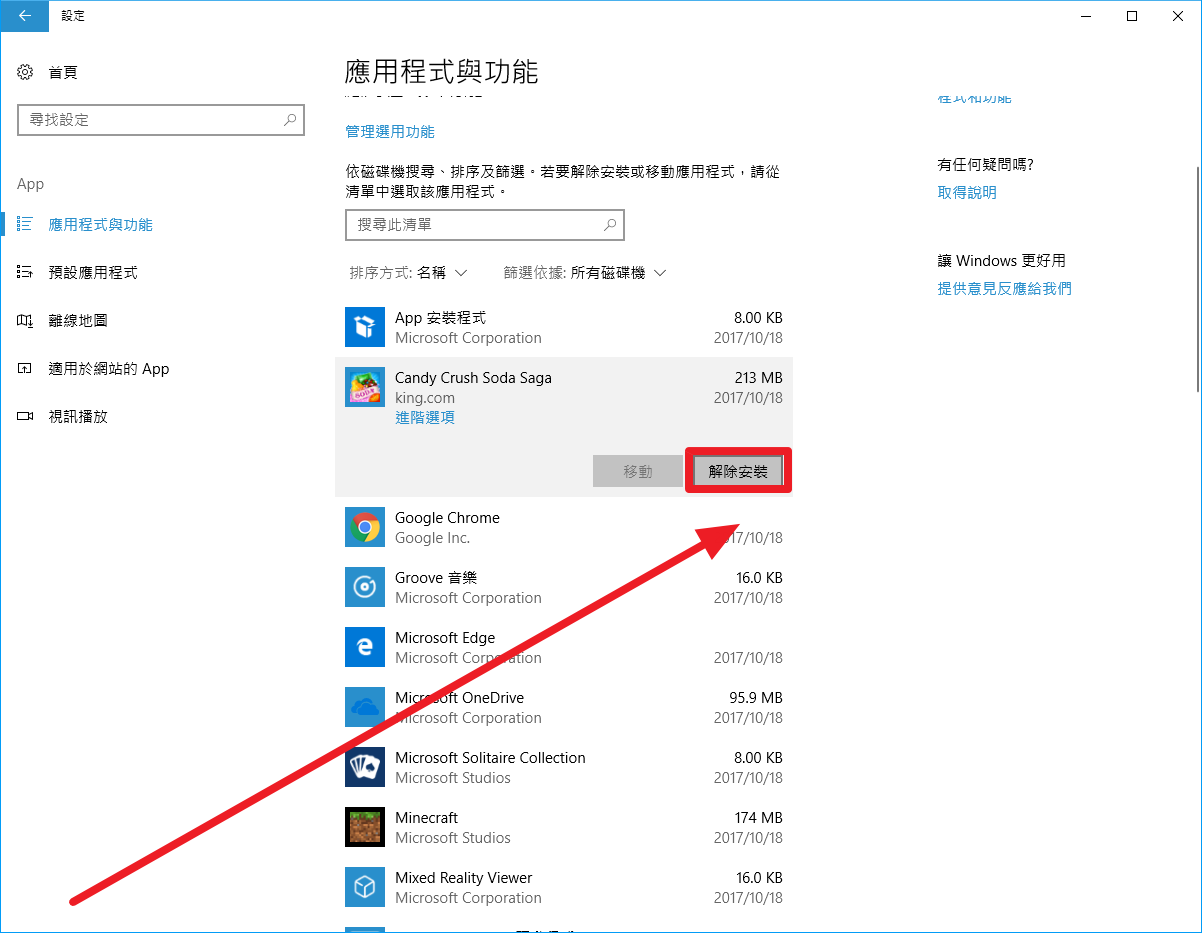 設定
首頁
尋找設定
App
應用程式與功能
預設應用程式
離線地圖
適用於網站的 App
視訊播放
應用程式與功能
管理選用功能
依磁碟機搜尋、排序及篩選。若要解除安裝或移動應用程式，請從
清單中選取該應用程式。
搜尋此清單
排序方式: 名稱 篩選依據: 所有磁碟機
App 安裝程式 8.00 KB
Microsoft Corporation 2017/10/18
Candy Crush Soda Saga 213 MB
king.com 2017/10/18
進階選項
移動 解除安裝
Google Chrome
Google Inc. 17/10/18
Groove 音樂 16.0 KB
Microsoft Corporation 2017/10/18
Microsoft Edge
Microsoft Corporation 2017/10/18
Microsoft OneDrive 95.9 MB
Microsoft Corporation 2017/10/18
Microsoft Solitaire Collection 8.00 KB
Microsoft Studios 2017/10/18
Minecraft 174 MB
Microsoft Studios 2017/10/18
Mixed Reality Viewer 16.0 KB
Microsoft Corporation 2017/10/18
程式和功能
有任何疑問嗎?
取得說明
讓 Windows 更好用
提供意見反應給我們